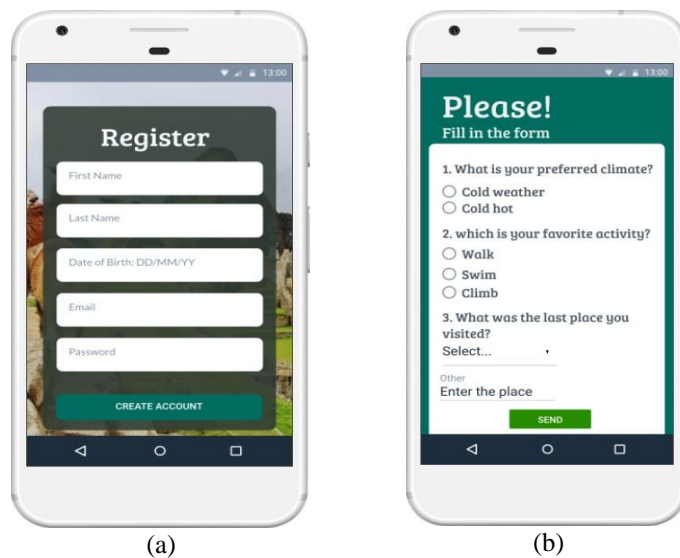 13:00
Register
First Name
Last Name
Date of Birth: DD/MM/YY
Email
Password
CREATE ACCOUNT
(a)
13:00
Please!
Fill in the form
1. What is your preferred climate?
Cold weather
Cold hot
2. which is your favorite activity?
Walk
Swim
Climb
3. What was the last place you
visited?
Select...
Other
Enter the place
SEND
(b)